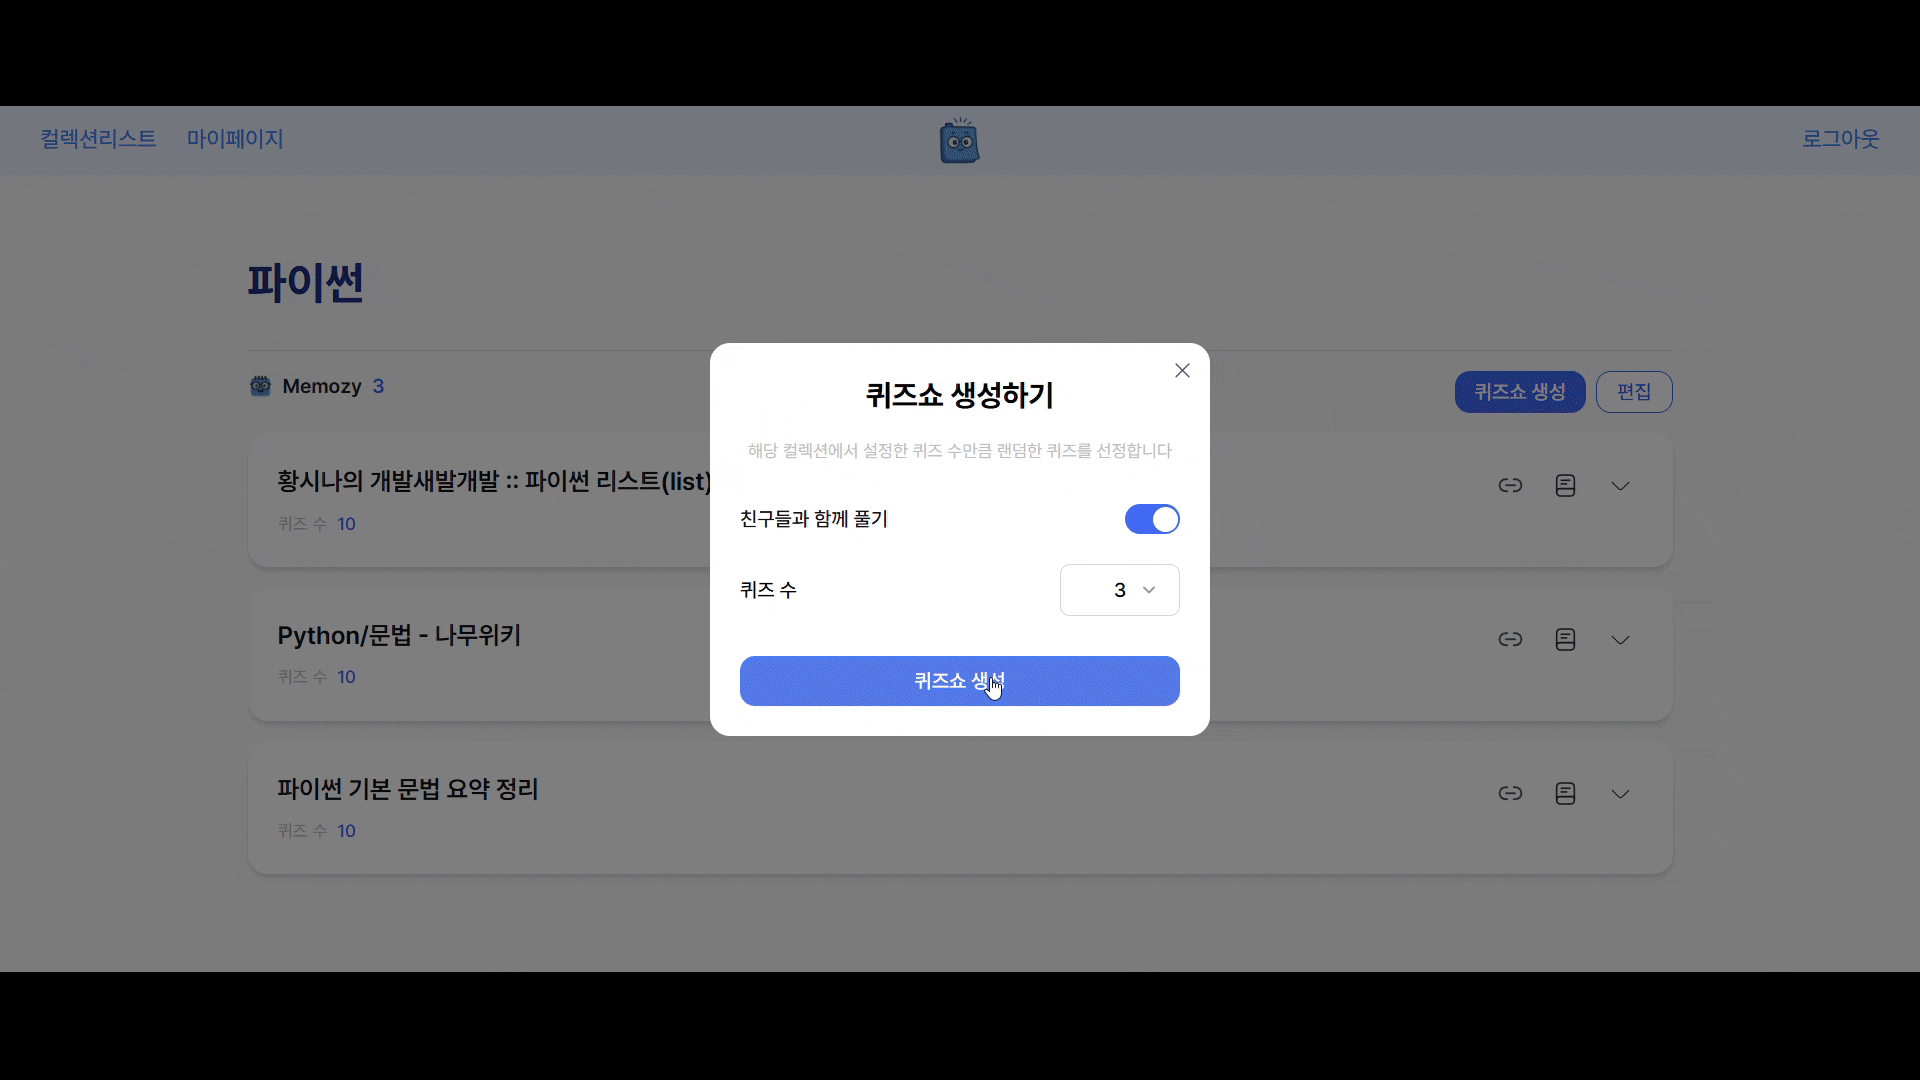 컬렉션리스트 마이페이지 로그아웃
파이썬
Memozy 3
퀴즈쇼 생성 편집
황시나의 개발새발개발 :: 파이썬 리스트(list)
퀴즈 수 10
Python/문법 - 나무위키
퀴즈 수 10
파이썬 기본 문법 요약 정리
퀴즈 수 10
퀴즈쇼 생성하기
해당 컬렉션에서 설정한 퀴즈 수만큼 랜덤한 퀴즈를 선정합니다
친구들과 함께 풀기
퀴즈 수 3
퀴즈쇼 생성